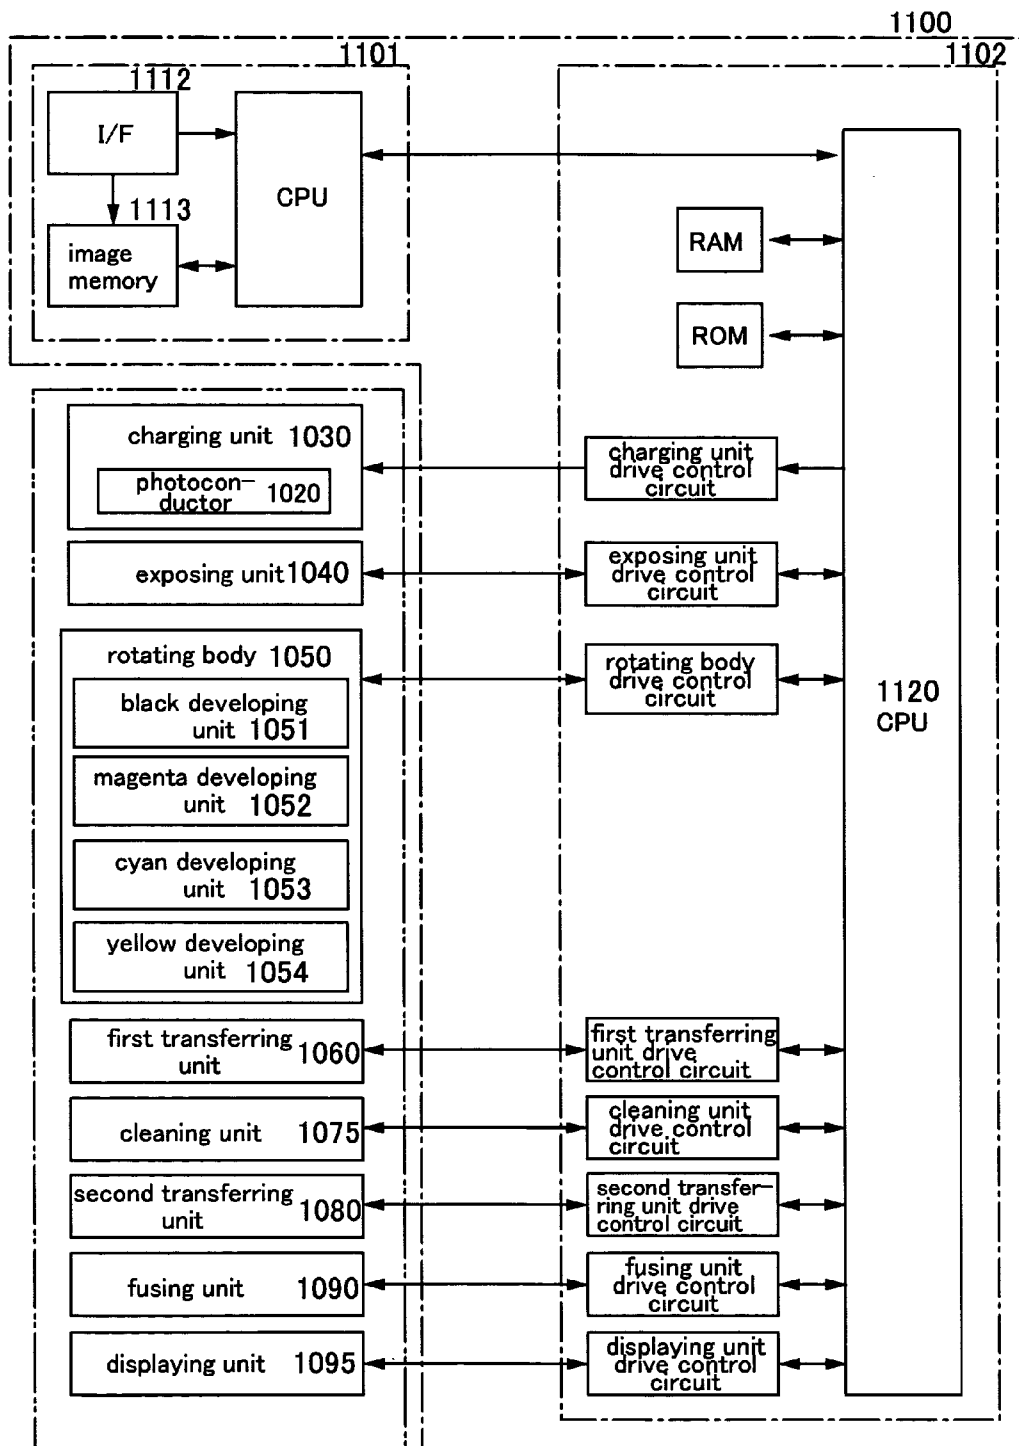 1100
1101
1102
1112
I/F
CPU
1113
image
memory
RAM
ROM
charging unit 1030
photocon-
ductor 1020
charging unit
drive control
circuit
exposing unit 1040
exposing unit
drive control
circuit
rotating body 1050
rotating body
drive control
circuit
black developing
unit 1051
magenta developing
unit 1052
cyan developing
unit 1053
yellow developing
unit 1054
1120
CPU
first transferring
unit 1060
first transferring
unit drive
control circuit
cleaning unit 1075
cleaning unit
drive control
circuit
second transferring
unit 1080
second transfer-
ring unit drive
control circuit
fusing unit 1090
fusing unit
drive control
circuit
displaying unit 1095
displaying unit
drive control
circuit